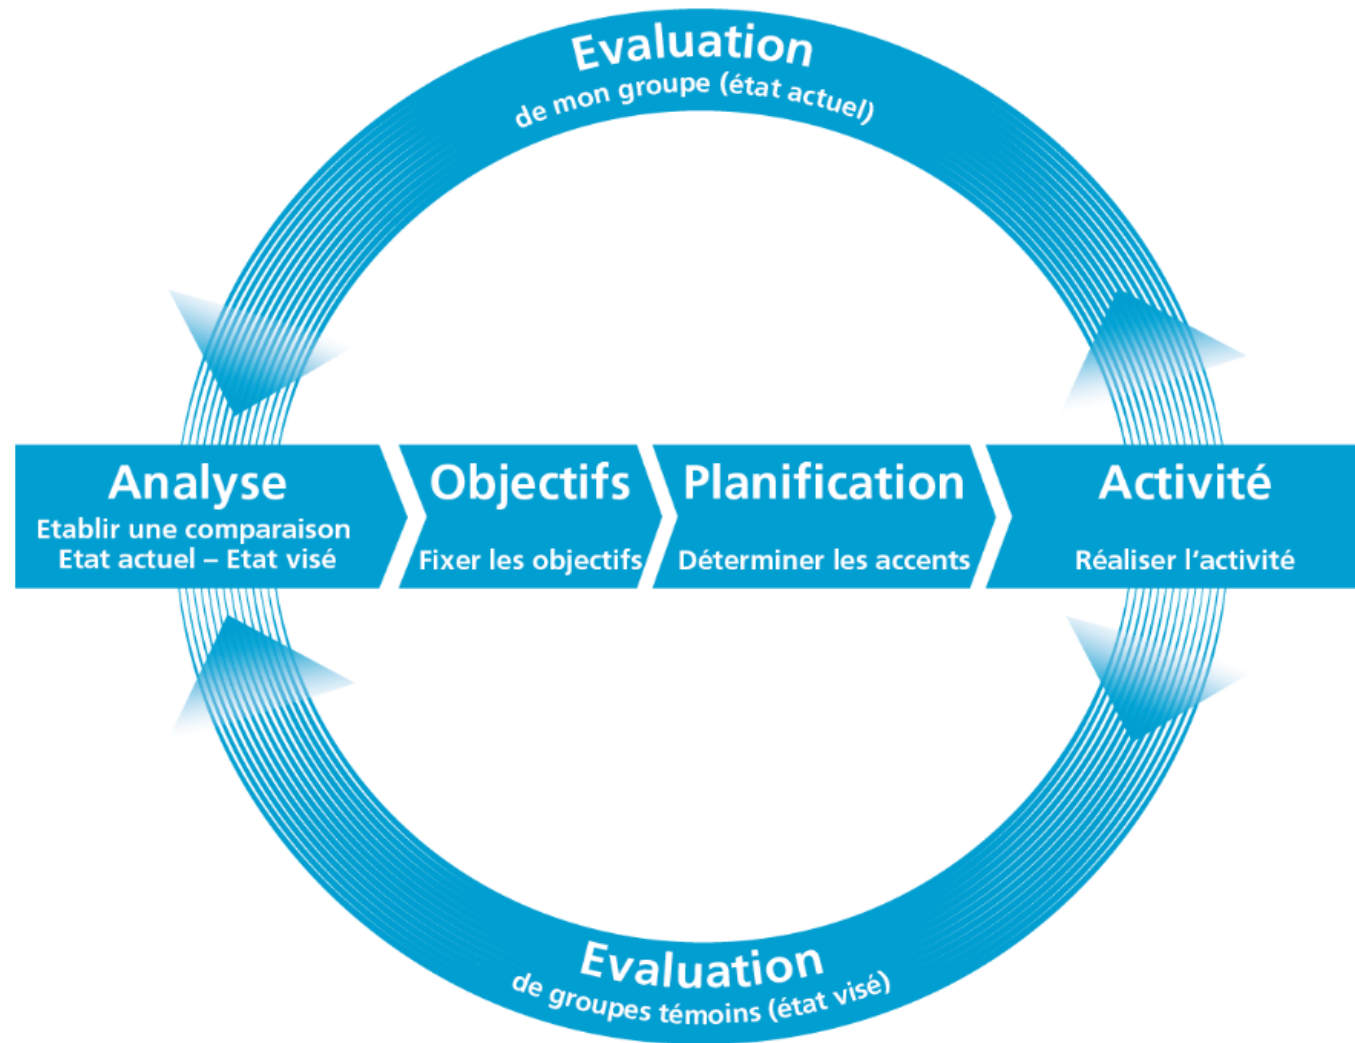 Evaluation
de mon groupe (état actuel)
Analyse
Etablir une comparaison
Etat actuel – Etat visé
Objectifs
Fixer les objectifs
Planification
Déterminer les accents
Activité
Réaliser l‘activité
Evaluation
de groupes témoins (état visé)